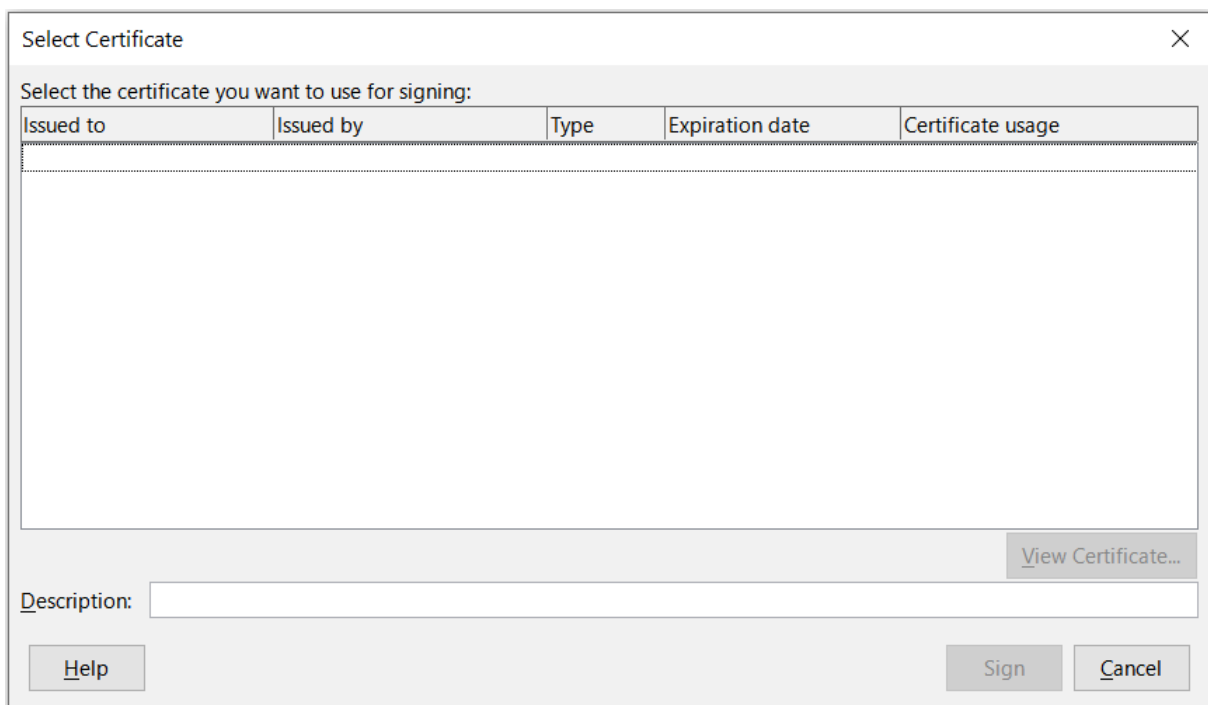 Select Certificate
Select the certificate you want to use for signing:
Issued to Issued by Type Expiration date Certificate usage
View Certificate...
Description:
Help Sign Cancel